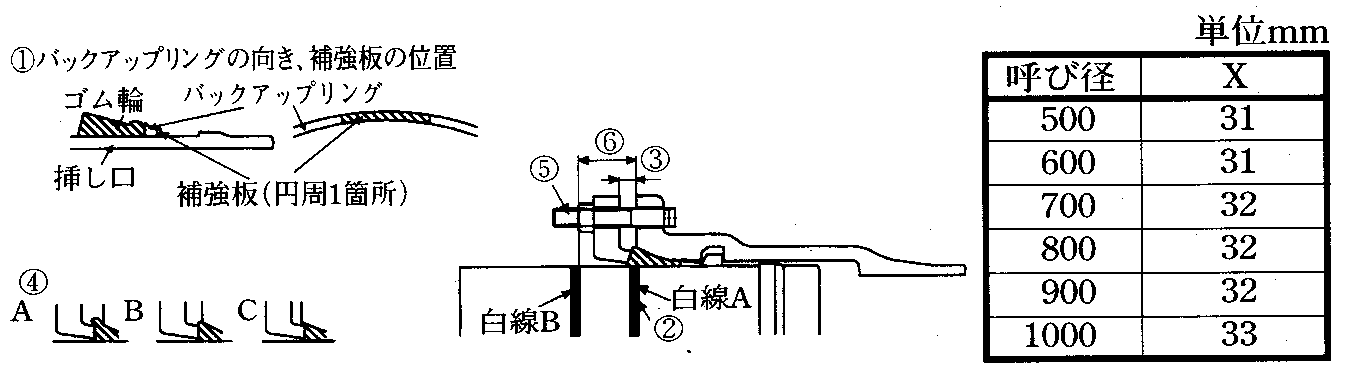 ①バックアップリングの向き、補強板の位置
ゴム輪
バックアップリング
挿し口
補強板(円周1箇所)
④
A
B
C
⑥
③
⑤
白線B
白線A
②
単位mm
呼び径 X
500 31
600 31
700 32
800 32
900 32
1000 33